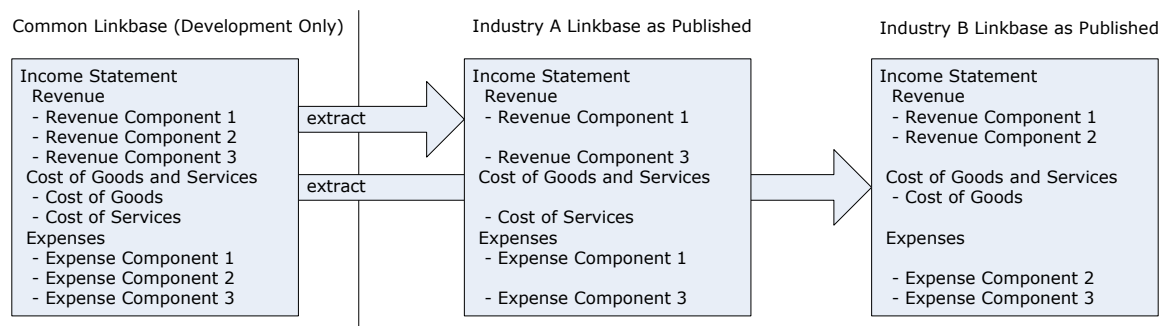 Common Linkbase (Development Only)
Income Statement
Revenue
- Revenue Component 1
- Revenue Component 2
- Revenue Component 3
Cost of Goods and Services
- Cost of Goods
- Cost of Services
Expenses
- Expense Component 1
- Expense Component 2
- Expense Component 3
extract
extract
Industry A Linkbase as Published
Income Statement
Revenue
- Revenue Component 1
- Revenue Component 3
Cost of Goods and Services
- Cost of Services
Expenses
- Expense Component 1
- Expense Component 3
Industry B Linkbase as Published
Income Statement
Revenue
- Revenue Component 1
- Revenue Component 2
Cost of Goods and Services
- Cost of Goods
Expenses
- Expense Component 2
- Expense Component 3